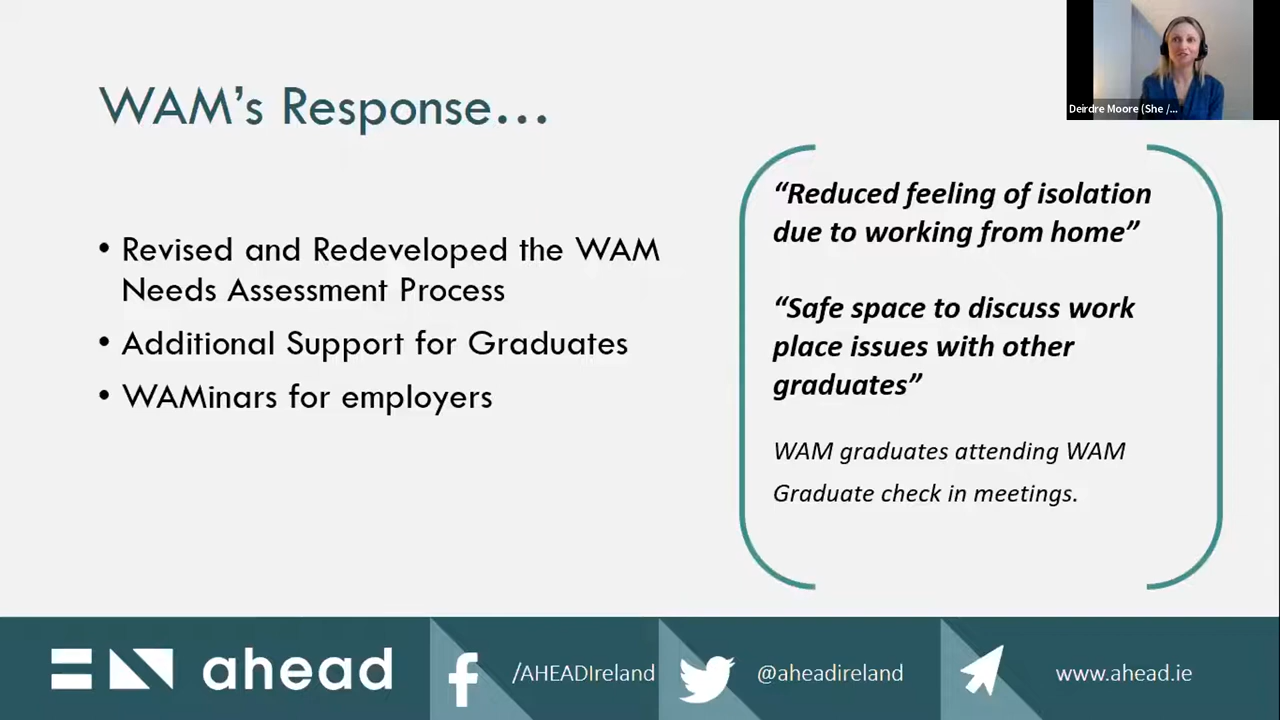 WAM’s Response…
Deirdre Moore (She /...
• Revised and Redeveloped the WAM
Needs Assessment Process
• Additional Support for Graduates
• WAMinars for employers
“Reduced feeling of isolation
due to working from home”
“Safe space to discuss work
place issues with other
graduates”
WAM graduates attending WAM
Graduate check in meetings.
ahead
/AHEADIreland
@aheadireland
www.ahead.ie